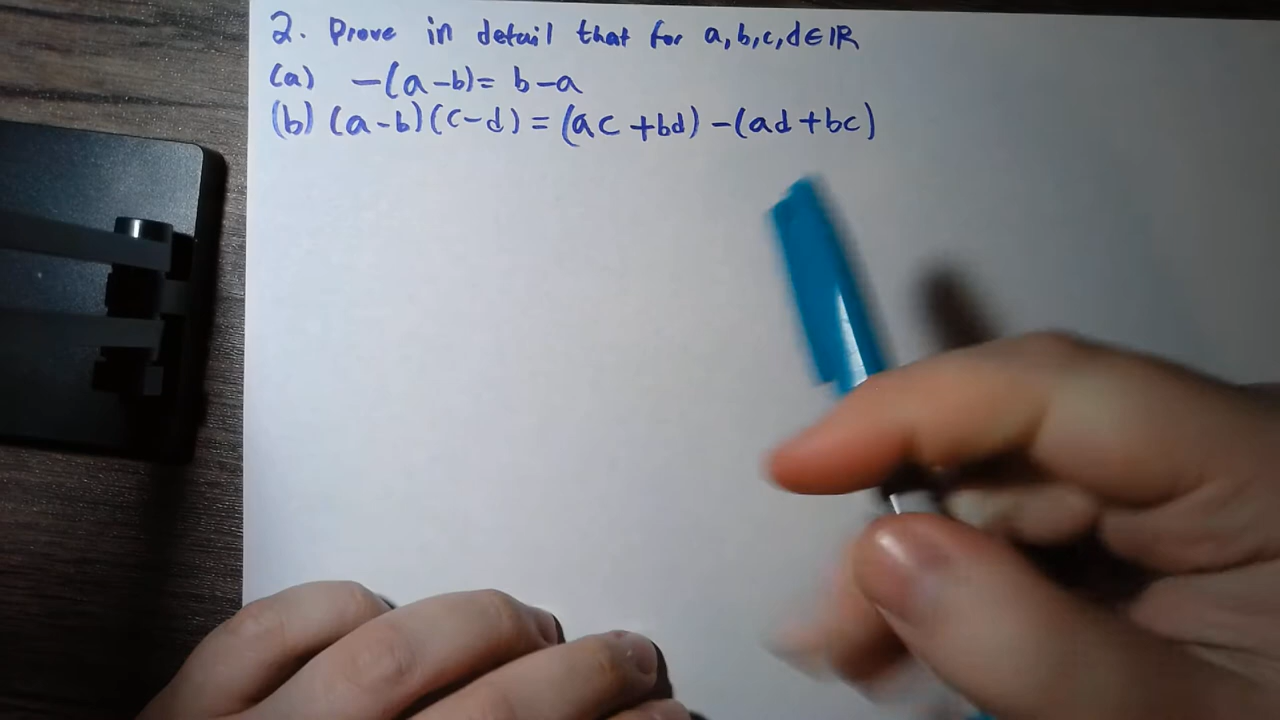 2. Prove in detail that for a,b,c,d∈ℝ
(a) -(a-b)= b-a
(b) (a-b)(c-d) = (ac+bd) -(ad+bc)